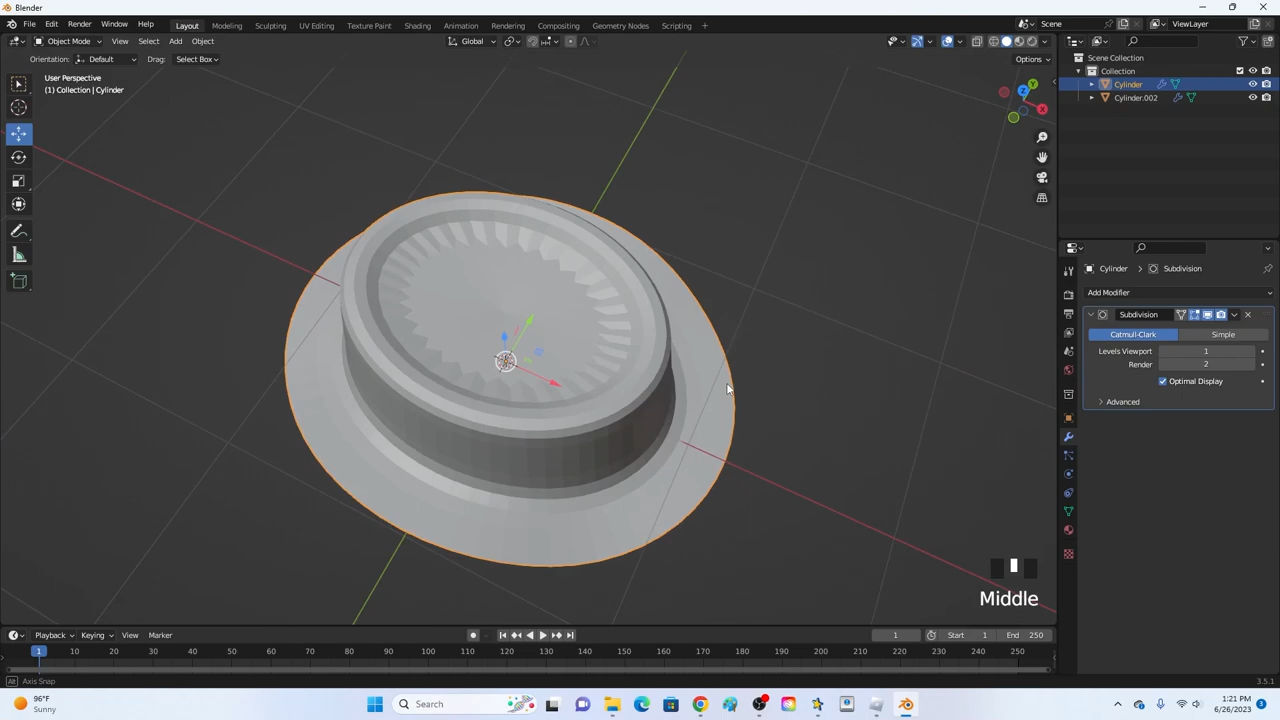 Blender
File Edit Render Window Help Layout Modeling Sculpting UV Editing Texture Paint Shading Animation Rendering Compositing Geometry Nodes Scripting + Scene ViewLayer
Object Mode View Select Add Object Global
Orientation: Default Drag: Select Box Options
User Perspective
(1) Collection | Cylinder
Scene Collection
Collection
Cylinder
Cylinder.002
Z
Y
X
Cylinder Subdivision
Add Modifier
Subdivision
Catmull-Clark Simple
Levels Viewport 1
Render 2
Optimal Display
Advanced
Middle
Playback Keying View Marker 1 Start 1 End 250
1 10 20 30 40 50 60 70 80 90 100 110 120 130 140 150 160 170 180 190 200 210 220 230 240 250
Alt Axis Snap 3.5.1
96°F
Sunny
Search
1:21 PM
6/26/2023